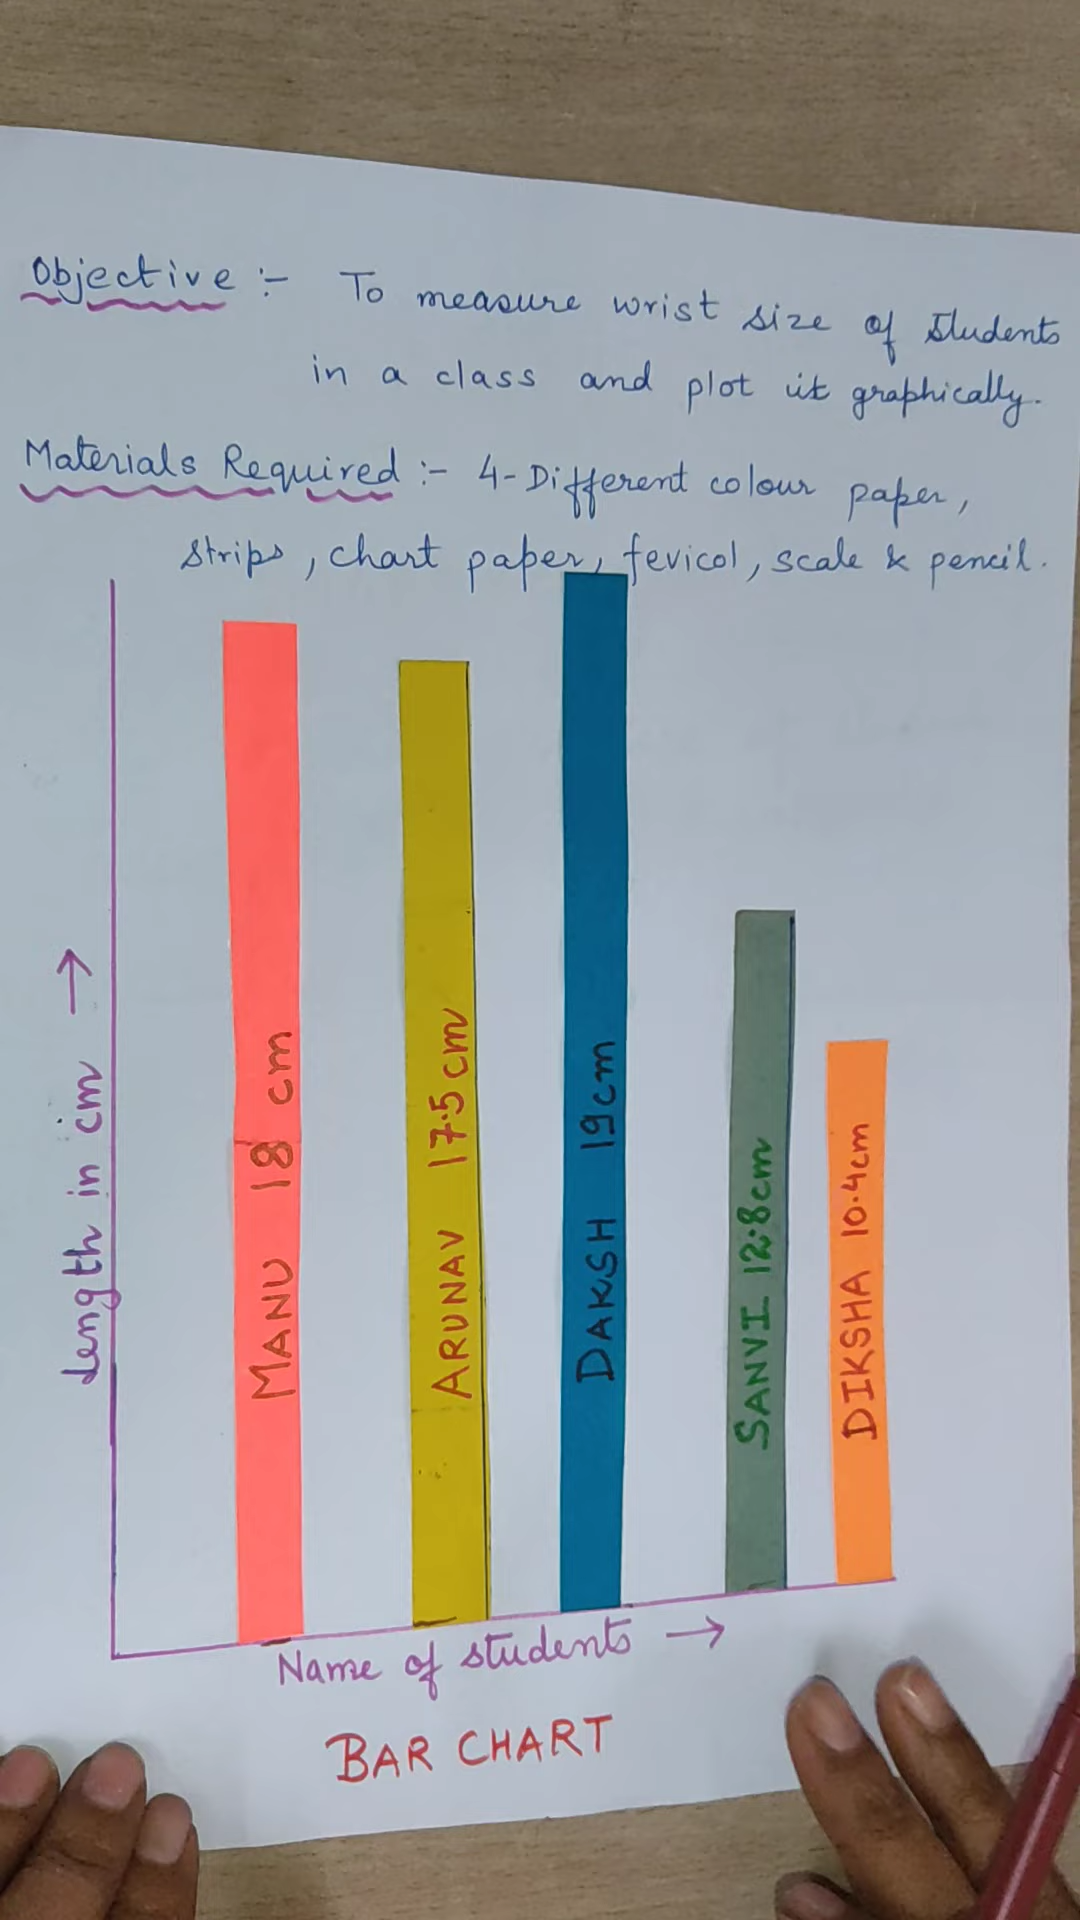 Objective :- To measure wrist size of students
in a class and plot it graphically.
Materials Required :- 4-Different colour paper,
strips, chart paper, fevicol, scale & pencil.
Length in cm →
MANU 18 cm
ARUNAV 17.5 cm
DAKSH 19cm
SANVI 12.8cm
DIKSHA 10.4cm
Name of students →
BAR CHART